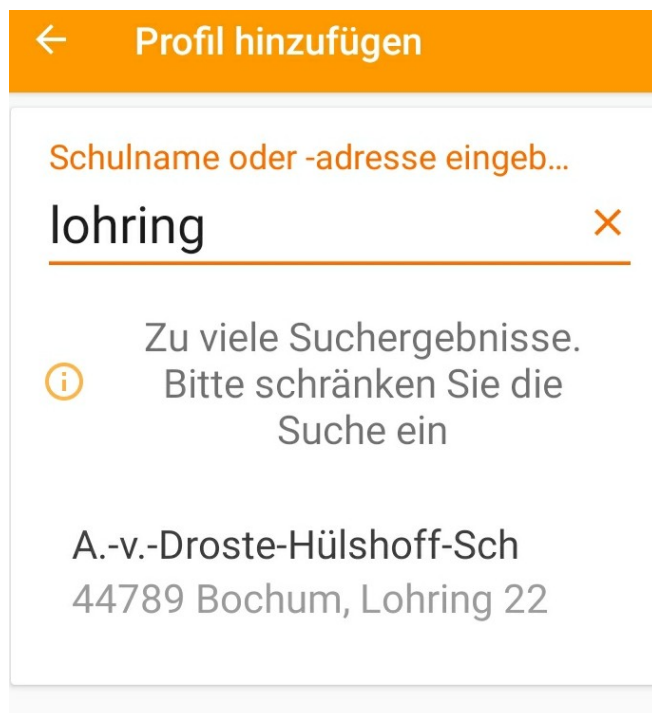 Profil hinzufügen
Schulname oder -adresse eingeb...
lohring
Zu viele Suchergebnisse.
Bitte schränken Sie die
Suche ein
A.-v.-Droste-Hülshoff-Sch
44789 Bochum, Lohring 22